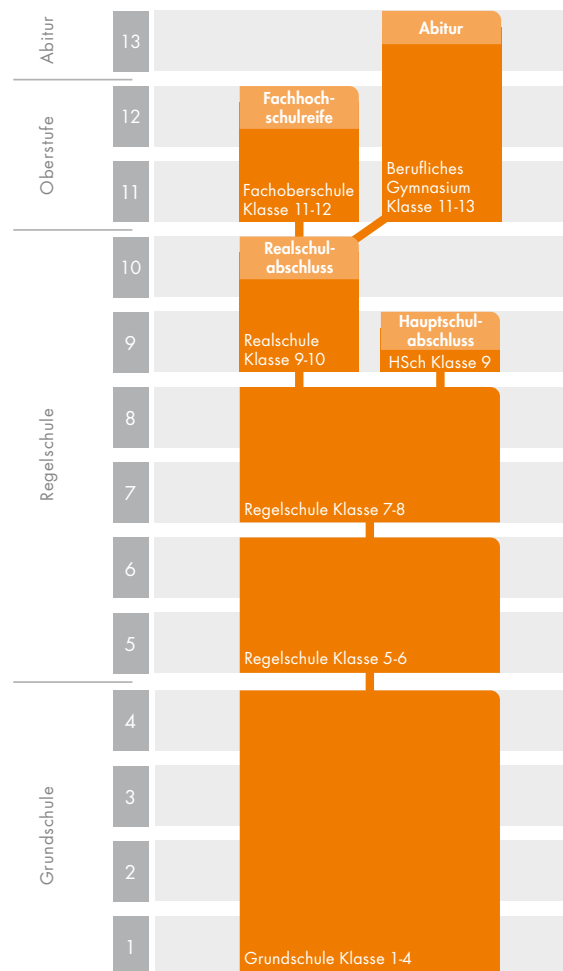 Abitur
13
Abitur
Oberstufe
12
Fachhoch-
schulreife
11
Fachoberschule
Klasse 11-12
Berufliches
Gymnasium
Klasse 11-13
Regelschule
10
Realschul-
abschluss
9
Realschule
Klasse 9-10
Hauptschul-
abschluss
HSch Klasse 9
8
7
Regelschule Klasse 7-8
6
5
Regelschule Klasse 5-6
Grundschule
4
3
2
1
Grundschule Klasse 1-4